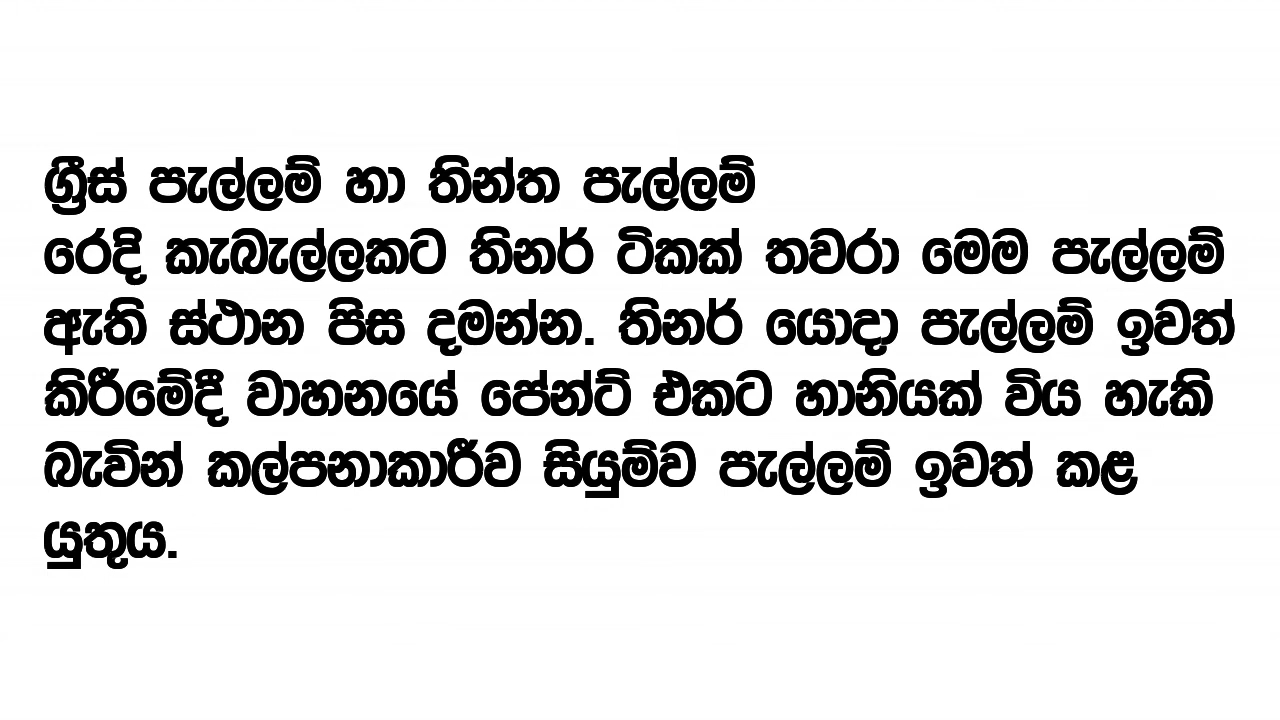 ග්‍රීස් පැල්ලම් හා තින්ත පැල්ලම්
රෙදි කැබැල්ලකට තිනර් ටිකක් තවරා මෙම පැල්ලම්
ඇති ස්ථාන පිස දමන්න. තිනර් යොදා පැල්ලම් ඉවත්
කිරීමේදී වාහනයේ පේන්ට් එකට හානියක් විය හැකි
බැවින් කල්පනාකාරීව සියුම්ව පැල්ලම් ඉවත් කළ
යුතුය.